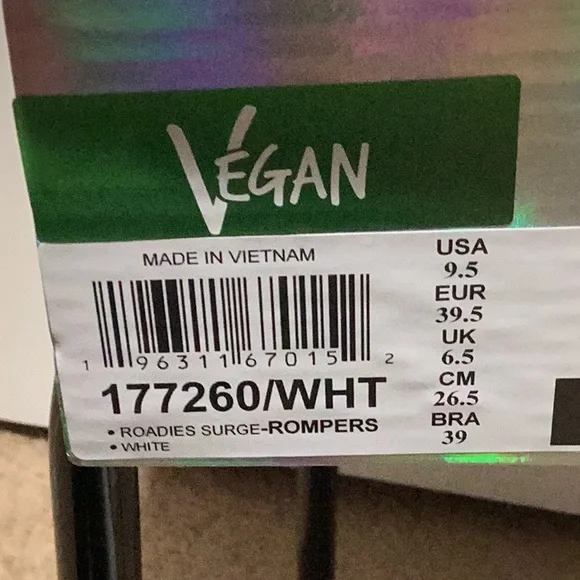 VEGAN
MADE IN VIETNAM
1 96311 67015 2
177260/WHT
• ROADIES SURGE-ROMPERS
• WHITE
USA
9.5
EUR
39.5
UK
6.5
CM
26.5
BRA
39